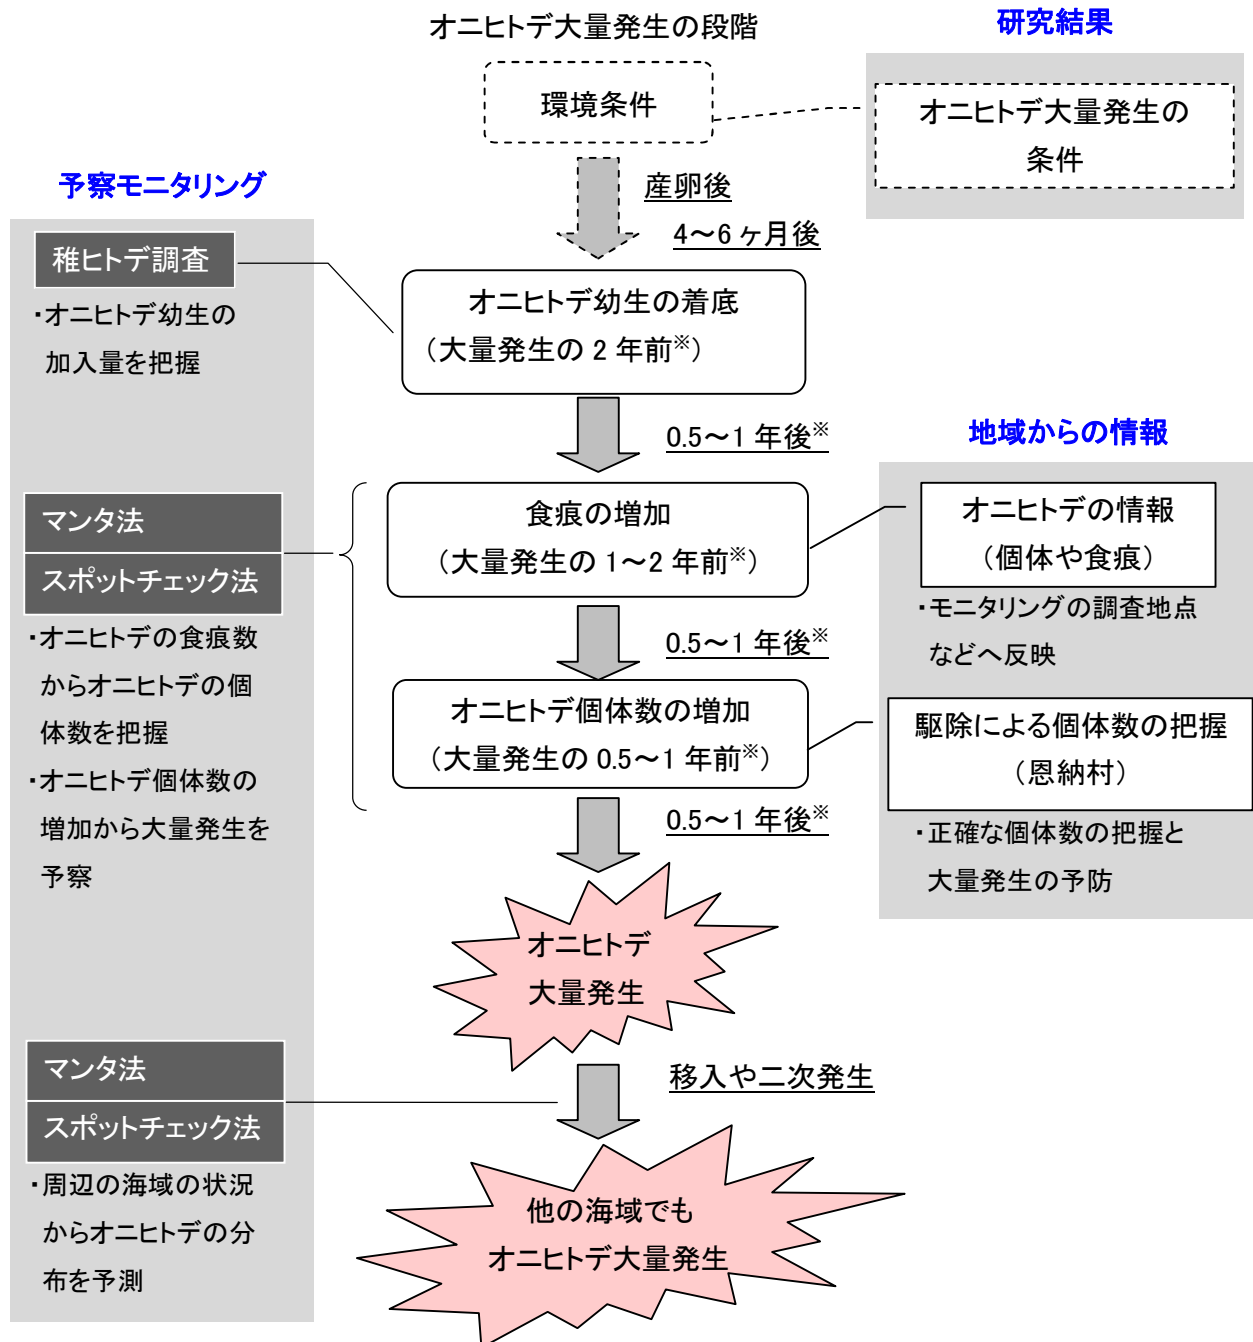 オニヒトデ大量発生の段階
環境条件
研究結果
オニヒトデ大量発生の
条件
産卵後
4～6ヶ月後
予察モニタリング
稚ヒトデ調査
・オニヒトデ幼生の
加入量を把握
オニヒトデ幼生の着底
（大量発生の 2 年前※）
0.5～1 年後※
地域からの情報
マンタ法
スポットチェック法
・オニヒトデの食痕数
からオニヒトデの個
体数を把握
・オニヒトデ個体数の
増加から大量発生を
予察
食痕の増加
（大量発生の 1～2 年前※）
オニヒトデの情報
（個体や食痕）
・モニタリングの調査地点
などへ反映
0.5～1 年後※
オニヒトデ個体数の増加
（大量発生の 0.5～1 年前※）
駆除による個体数の把握
（恩納村）
・正確な個体数の把握と
大量発生の予防
0.5～1 年後※
オニヒトデ
大量発生
マンタ法
スポットチェック法
・周辺の海域の状況
からオニヒトデの分
布を予測
移入や二次発生
他の海域でも
オニヒトデ大量発生